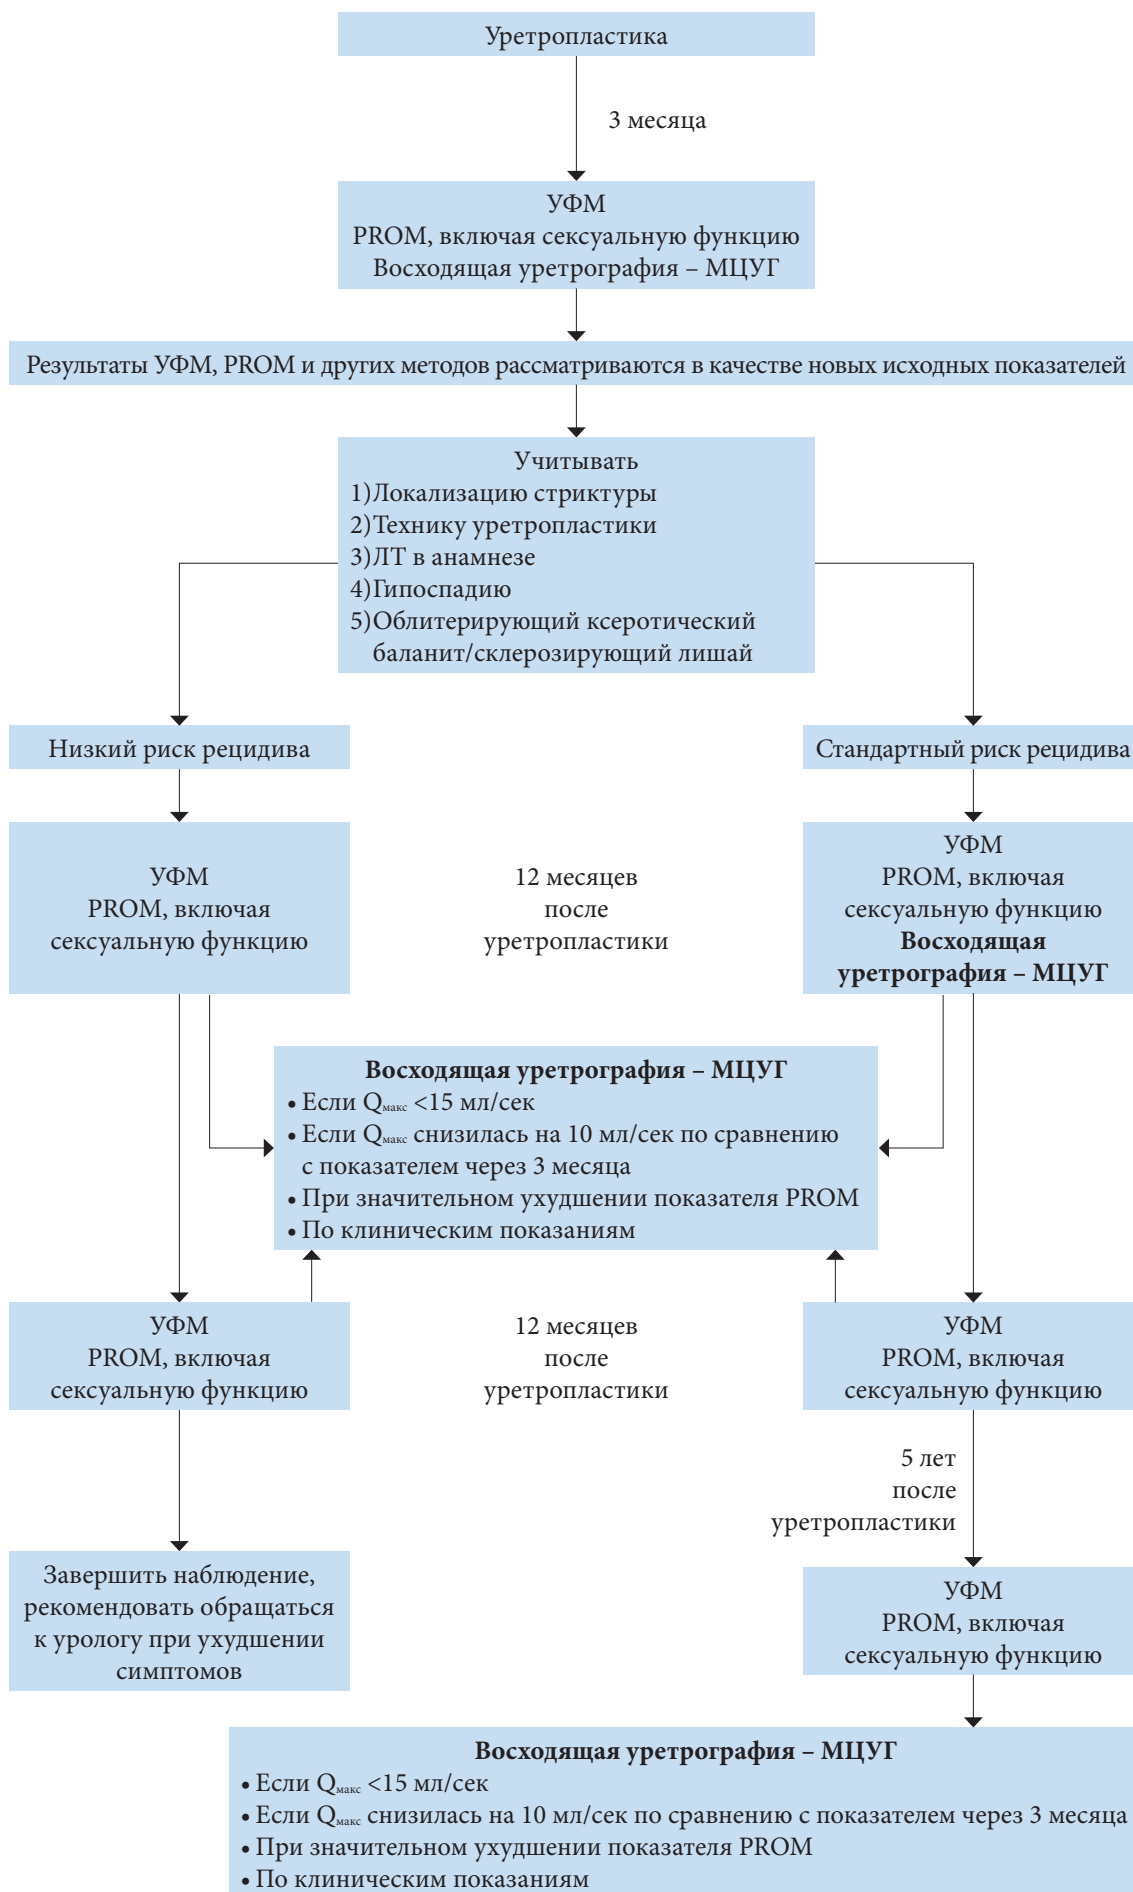 Уретропластика
3 месяца
УФМ
PROM, включая сексуальную функцию
Восходящая уретрография – МЦУГ
Результаты УФМ, PROM и других методов рассматриваются в качестве новых исходных показателей
Учитывать
1)Локализацию стриктуры
2)Технику уретропластики
3)ЛТ в анамнезе
4)Гипоспадию
5)Облитерирующий ксеротический
баланит/склерозирующий лишай
Низкий риск рецидива
Стандартный риск рецидива
УФМ
PROM, включая
сексуальную функцию
12 месяцев
после
уретропластики
УФМ
PROM, включая
сексуальную функцию
Восходящая
уретрография – МЦУГ
Восходящая уретрография – МЦУГ
• Если Qмакс <15 мл/сек
• Если Qмакс снизилась на 10 мл/сек по сравнению
с показателем через 3 месяца
• При значительном ухудшении показателя PROM
• По клиническим показаниям
УФМ
PROM, включая
сексуальную функцию
12 месяцев
после
уретропластики
УФМ
PROM, включая
сексуальную функцию
5 лет
после
уретропластики
Завершить наблюдение,
рекомендовать обращаться
к урологу при ухудшении
симптомов
УФМ
PROM, включая
сексуальную функцию
Восходящая уретрография – МЦУГ
• Если Qмакс <15 мл/сек
• Если Qмакс снизилась на 10 мл/сек по сравнению с показателем через 3 месяца
• При значительном ухудшении показателя PROM
• По клиническим показаниям